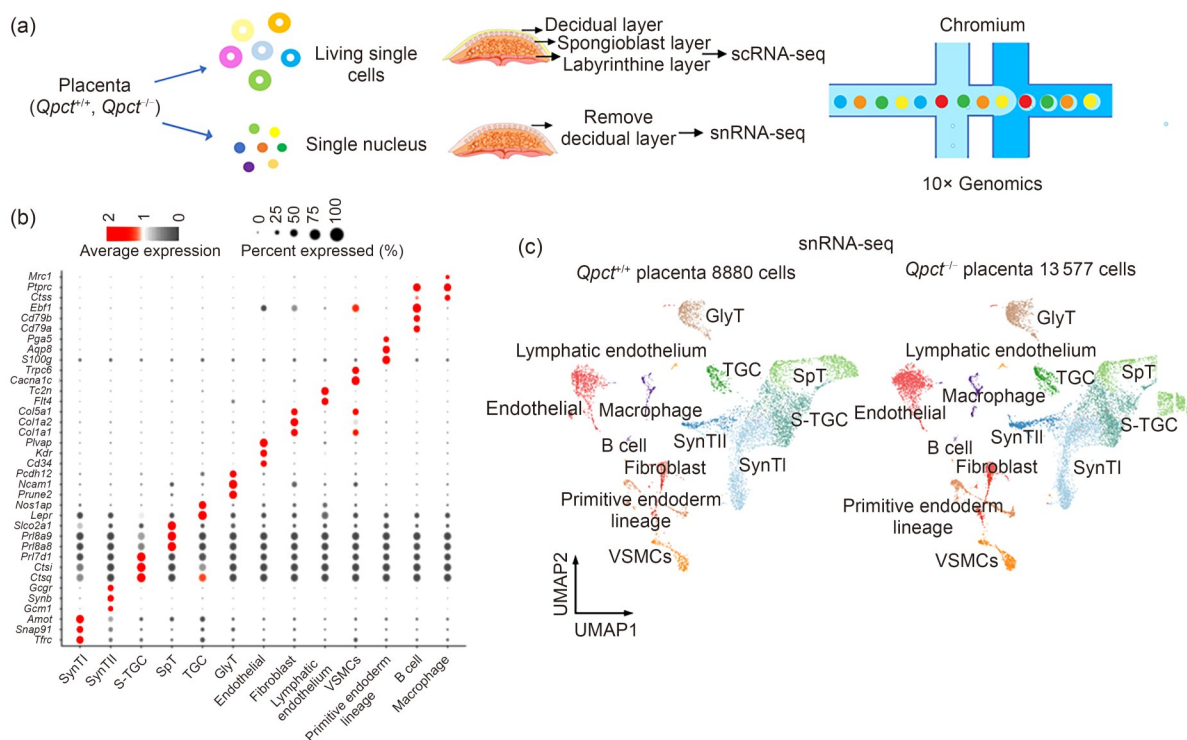 (a)
Placenta
(Qpct+/+, Qpct-/-)
Living single
cells
Single nucleus
Decidual layer
Spongioblast layer
Labyrinthine layer
scRNA-seq
Remove
decidual layer
snRNA-seq
Chromium
10× Genomics
(b)
2 1 0
Average expression
0 25 50 75 100
Percent expressed (%)
Mrc1
Ptprc
Ctss
Ebf1
Cd79b
Cd79a
Pga5
Aqp8
S100g
Trpc6
Cacna1c
Tc2n
Flt4
Col5a1
Col1a2
Col1a1
Plvap
Kdr
Cd34
Pcdh12
Ncam1
Prune2
Nos1ap
Lepr
Slco2a1
Prl8a9
Prl8a8
Prl7d1
Ctsi
Ctsq
Gcgr
Synb
Gcm1
Amot
Snap91
Tfrc
SynTI
SynTII
S-TGC
SpT
TGC
GlyT
Endothelial
Fibroblast
Lymphatic
endothelium
VSMCs
Primitive endoderm
lineage
B cell
Macrophage
(c)
snRNA-seq
Qpct+/+ placenta 8880 cells
GlyT
Lymphatic endothelium
TGC
SpT
Endothelial
Macrophage
S-TGC
B cell
SynTII
Fibroblast
SynTI
Primitive endoderm
lineage
VSMCs
UMAP2
UMAP1
Qpct-/- placenta 13 577 cells
GlyT
Lymphatic endothelium
TGC
SpT
Endothelial
Macrophage
S-TGC
B cell
SynTII
Fibroblast
SynTI
Primitive endoderm
lineage
VSMCs